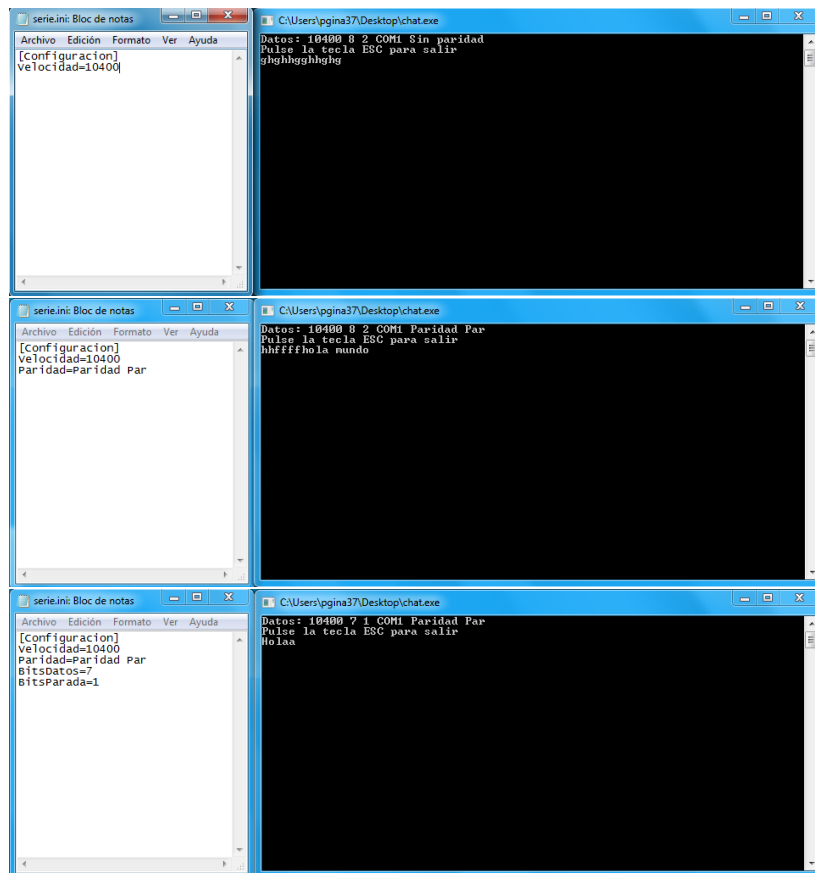 serie.ini: Bloc de notas
Archivo Edición Formato Ver Ayuda
[Configuracion]
Velocidad=10400
C:\Users\pgina37\Desktop\chat.exe
Datos: 10400 8 2 COM1 Sin paridad
Pulse la tecla ESC para salir
ghghhgghhghg
serie.ini: Bloc de notas
Archivo Edición Formato Ver Ayuda
[Configuracion]
Velocidad=10400
Paridad=Paridad Par
C:\Users\pgina37\Desktop\chat.exe
Datos: 10400 8 2 COM1 Paridad Par
Pulse la tecla ESC para salir
hhffffhola mundo
serie.ini: Bloc de notas
Archivo Edición Formato Ver Ayuda
[Configuracion]
Velocidad=10400
Paridad=Paridad Par
BitsDatos=7
BitsParada=1
C:\Users\pgina37\Desktop\chat.exe
Datos: 10400 7 1 COM1 Paridad Par
Pulse la tecla ESC para salir
Holaa